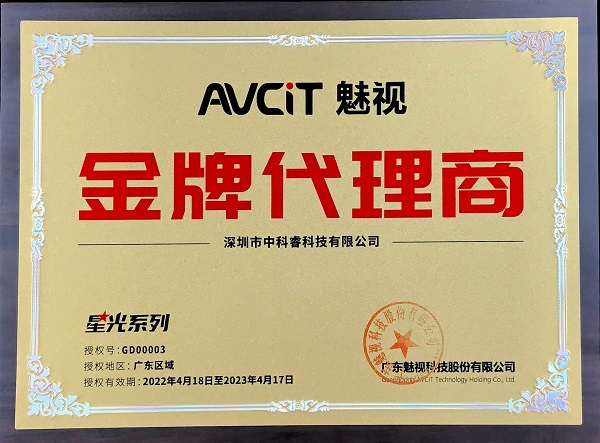 AVCiT 魅视
金牌代理商
深圳市中科睿科技有限公司
星光系列
授权号：GD00003
授权地区：广东区域
授权有效期：2022年4月18日至2023年4月17日
广东魅视科技股份有限公司
Guangdong AVCiT Technology Holding Co., Ltd.